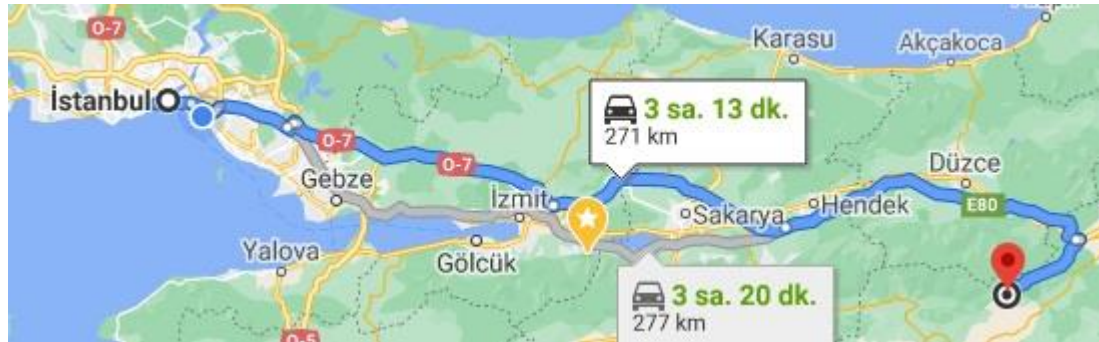 O-7
Karasu
Akçakoca
İstanbul
3 sa. 13 dk.
271 km
O-7
O-7
Gebze
Düzce
İzmit
Sakarya
Hendek
E80
Yalova
Gölcük
3 sa. 20 dk.
277 km
O-5